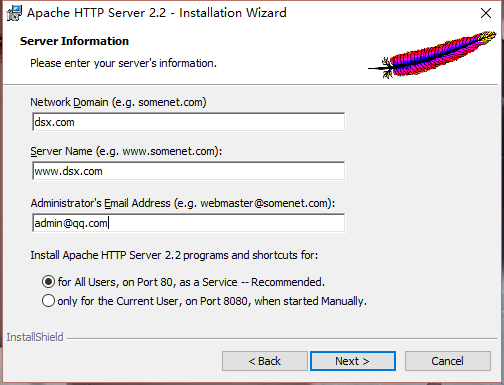 Apache HTTP Server 2.2 - Installation Wizard
Server Information
Please enter your server's information.
Network Domain (e.g. somenet.com)
dsx.com
Server Name (e.g. www.somenet.com):
www.dsx.com
Administrator's Email Address (e.g. webmaster@somenet.com):
admin@qq.com
Install Apache HTTP Server 2.2 programs and shortcuts for:
for All Users, on Port 80, as a Service -- Recommended.
only for the Current User, on Port 8080, when started Manually.
InstallShield
< Back Next > Cancel